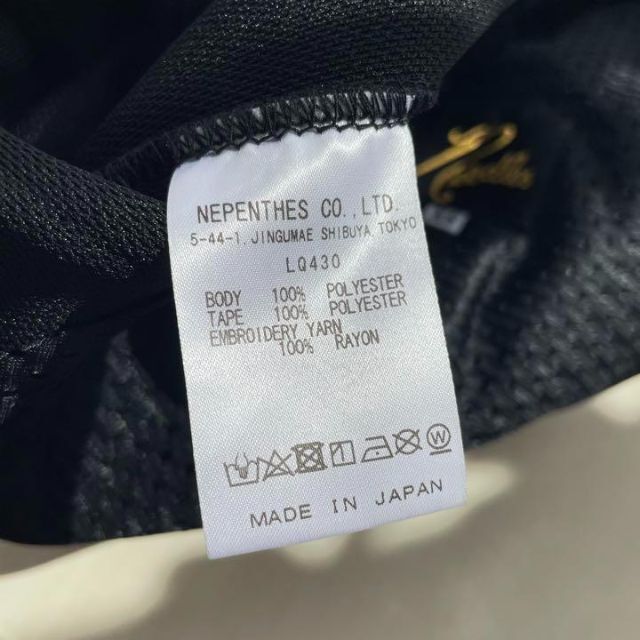 NEPENTHES CO.,LTD.
5-44-1, JINGUMAE SHIBUYA TOKYO
LQ430
BODY 100% POLYESTER
TAPE 100% POLYESTER
EMBROIDERY YARN
100% RAYON
W
MADE IN JAPAN
Needles